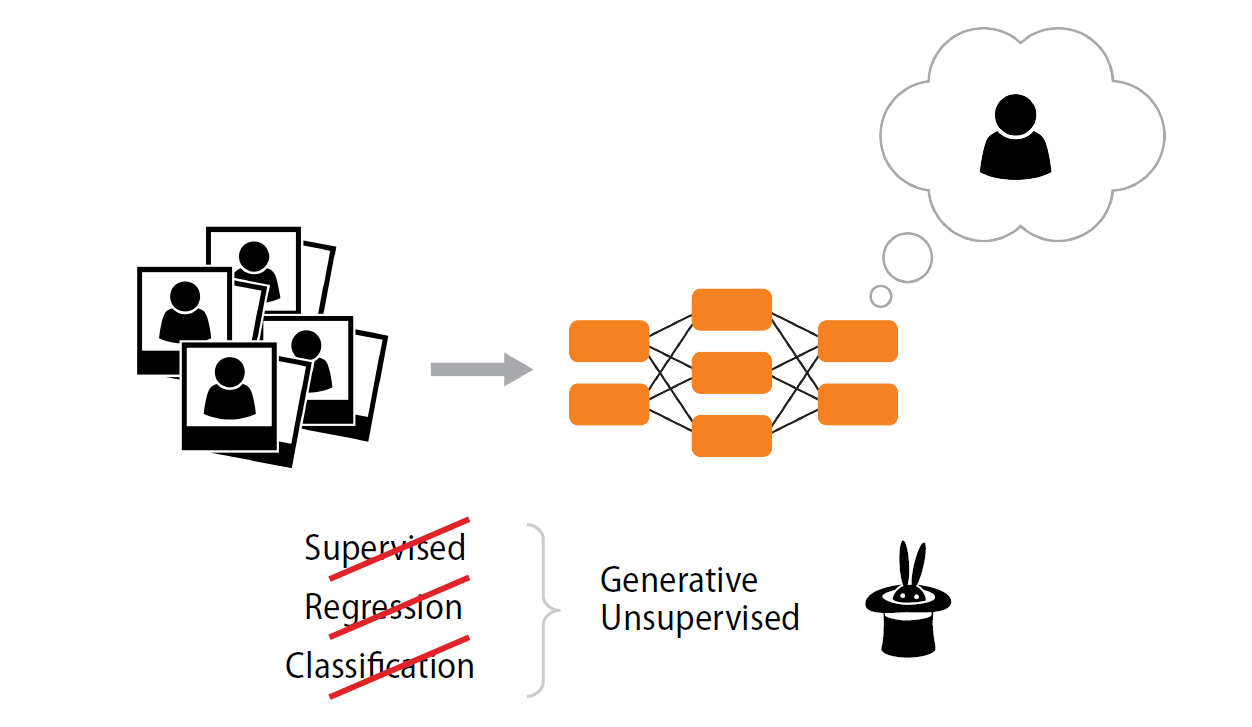 Supervised
Regression
Classification
Generative
Unsupervised